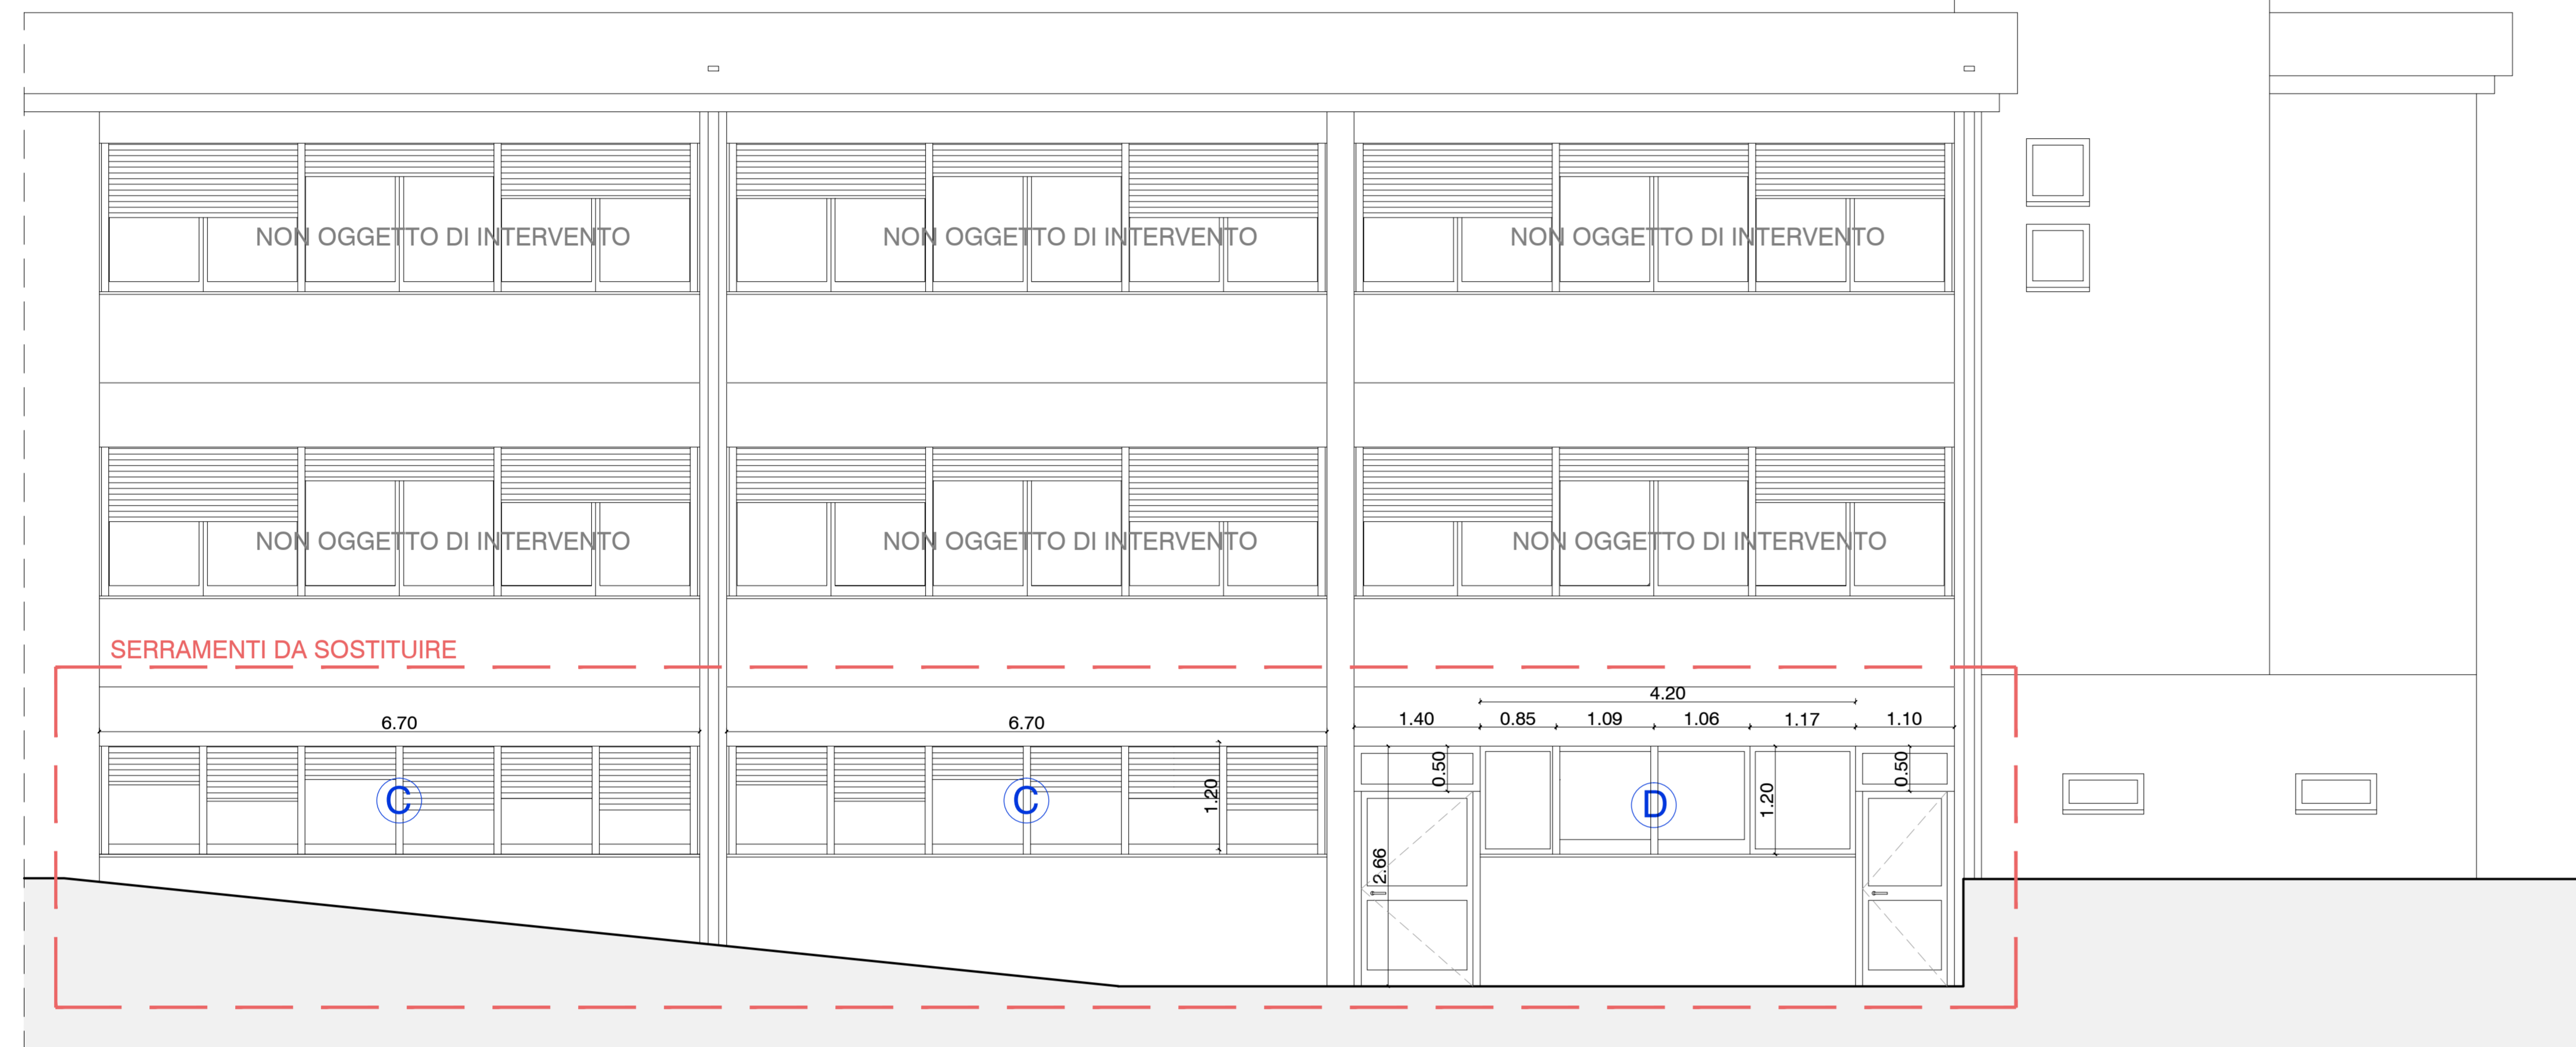 NON OGGETTO DI INTERVENTO
NON OGGETTO DI INTERVENTO
NON OGGETTO DI INTERVENTO
NON OGGETTO DI INTERVENTO
NON OGGETTO DI INTERVENTO
NON OGGETTO DI INTERVENTO
SERRAMENTI DA SOSTITUIRE
4.20
6.70
6.70
1.40
0.85
1.09
1.06
1.17
1.10
0.50
0.50
C
C
1.20
D
1.20
2.66